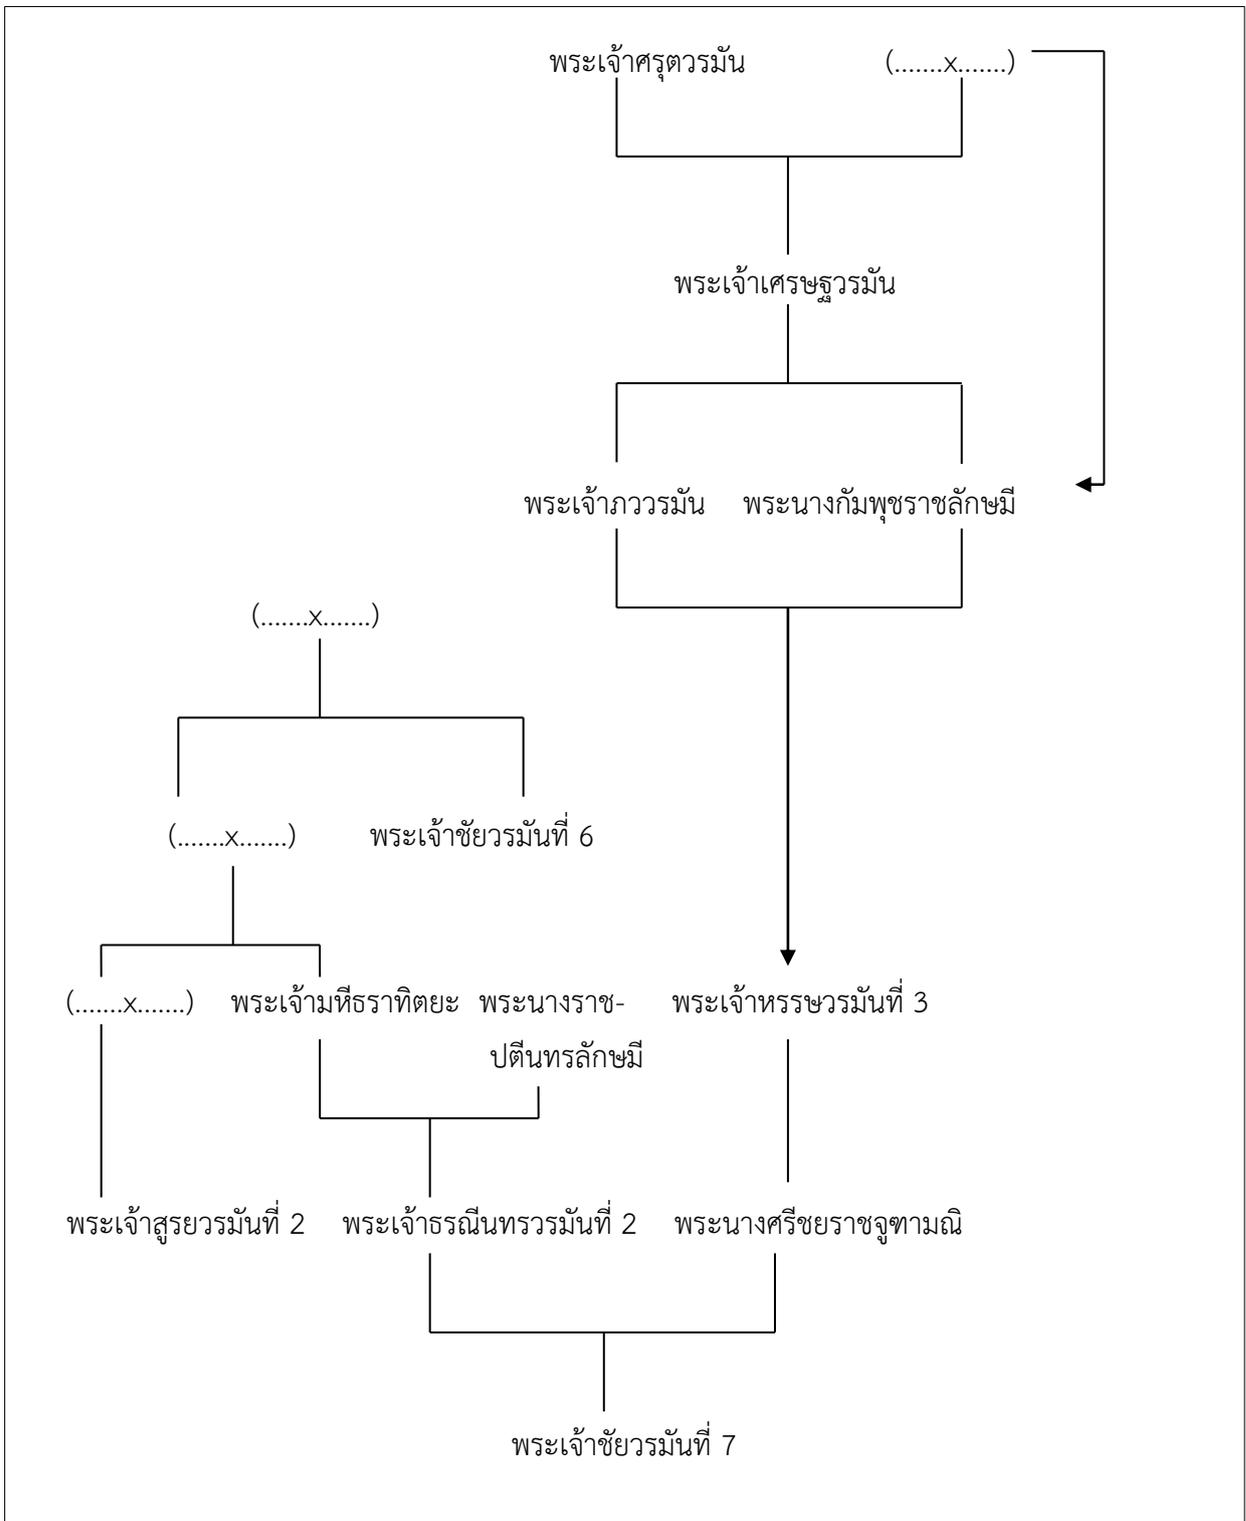 พระเจ้าศรุตวรมัน (.......x.......)
พระเจ้าเศรษฐวรมัน
พระเจ้าภววรมัน พระนางกัมพุชราชลักษมี
(.......x.......)
(.......x.......) พระเจ้าชัยวรมันที่ 6
(.......x.......) พระเจ้ามหีธราทิตยะ พระนางราช- พระเจ้าหรรษวรมันที่ 3
ปตีนทรลักษมี
พระเจ้าสูรยวรมันที่ 2 พระเจ้าธรณีนทรวรมันที่ 2 พระนางศรีชยราชจูฑามณิ
พระเจ้าชัยวรมันที่ 7